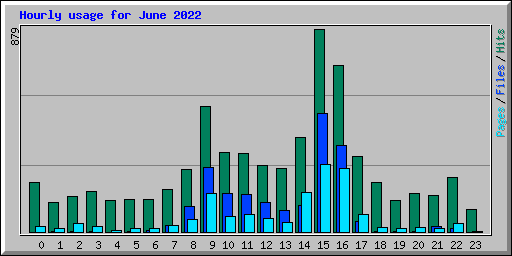 Hourly usage for June 2022
879
Pages/Files/Hits
0 1 2 3 4 5 6 7 8 9 10 11 12 13 14 15 16 17 18 19 20 21 22 23